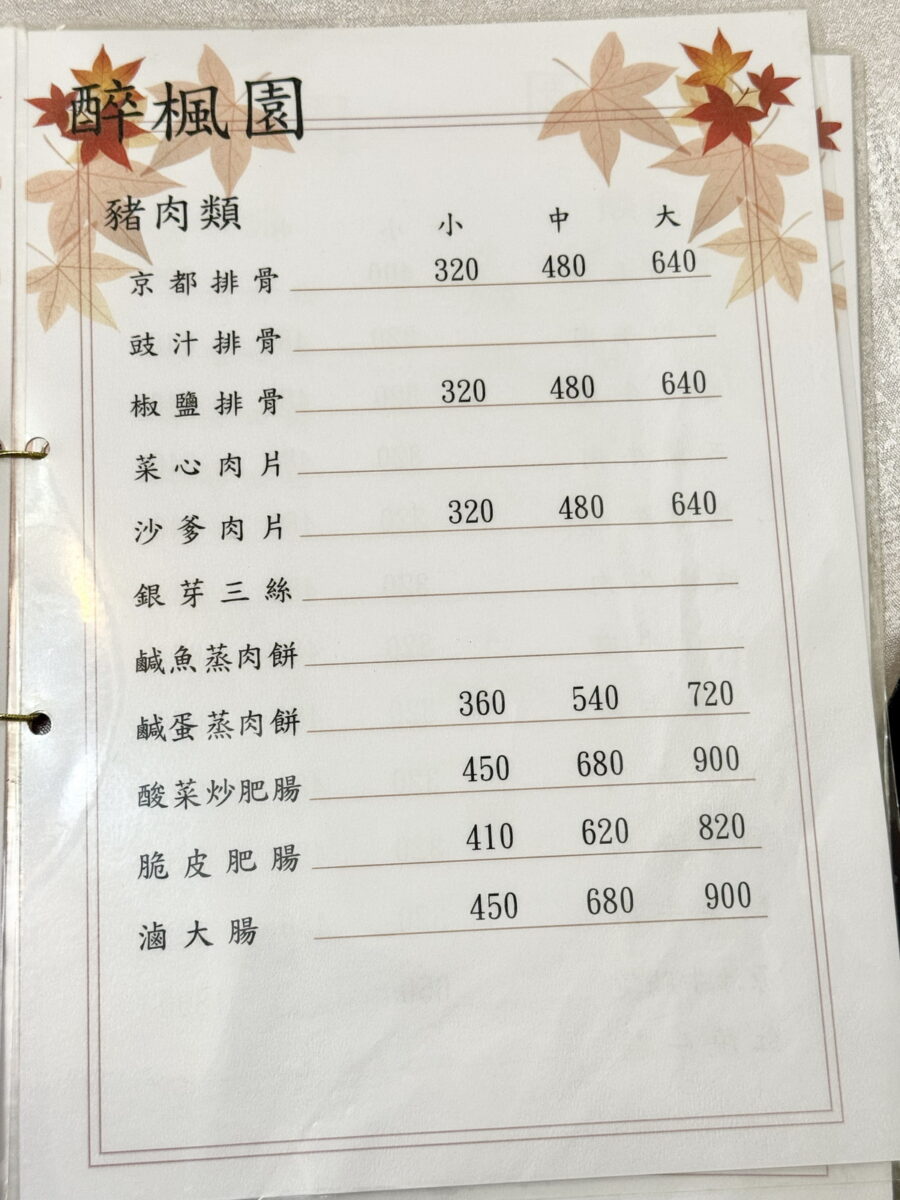 醉楓園
豬肉類 小 中 大
京都排骨 320 480 640
豉汁排骨
椒鹽排骨 320 480 640
菜心肉片
沙爹肉片 320 480 640
銀芽三絲
鹹魚蒸肉餅
鹹蛋蒸肉餅 360 540 720
酸菜炒肥腸 450 680 900
脆皮肥腸 410 620 820
滷大腸 450 680 900